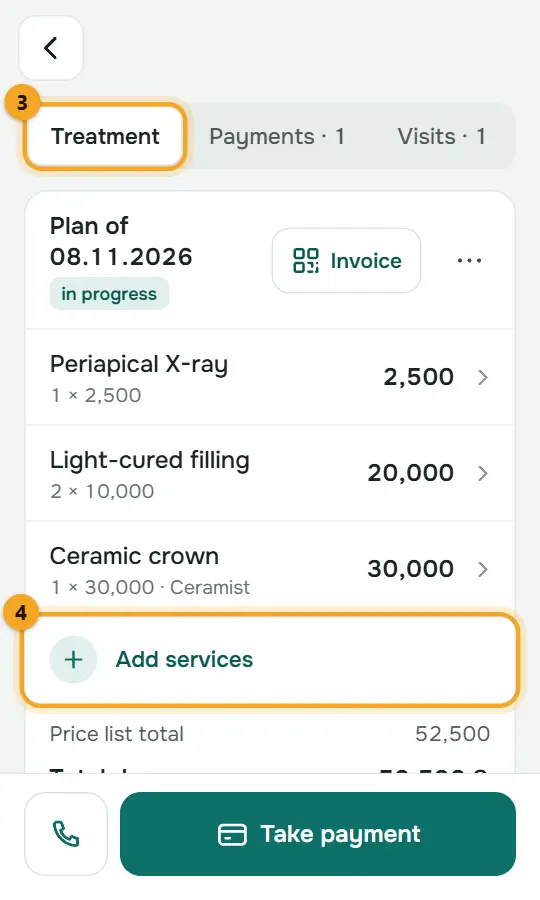 3
Treatment
Payments · 1
Visits · 1
Plan of
08.11.2026
in progress
Invoice
Periapical X-ray
2,500
1 × 2,500
Light-cured filling
20,000
2 × 10,000
Ceramic crown
30,000
1 × 30,000 · Ceramist
4
Add services
Price list total
52,500
Take payment